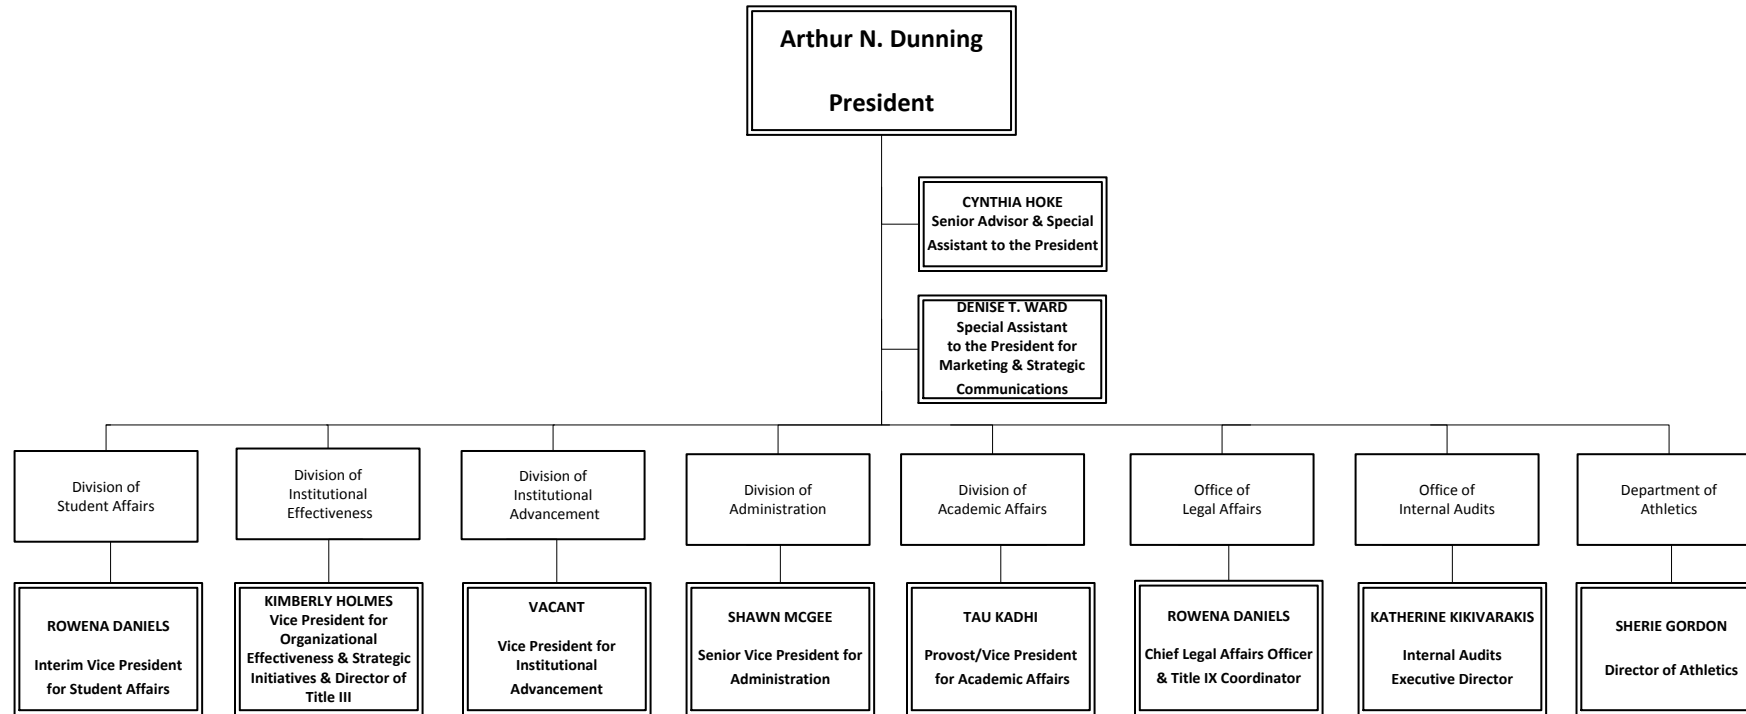 Arthur N. Dunning
President
CYNTHIA HOKE
Senior Advisor & Special
Assistant to the President
DENISE T. WARD
Special Assistant
to the President for
Marketing & Strategic
Communications
Division of
Student Affairs
Division of
Institutional
Effectiveness
Division of
Institutional
Advancement
Division of
Administration
Division of
Academic Affairs
Office of
Legal Affairs
Office of
Internal Audits
Department of
Athletics
ROWENA DANIELS
Interim Vice President
for Student Affairs
KIMBERLY HOLMES
Vice President for
Organizational
Effectiveness & Strategic
Initiatives & Director of
Title III
VACANT
Vice President for
Institutional
Advancement
SHAWN MCGEE
Senior Vice President for
Administration
TAU KADHI
Provost/Vice President
for Academic Affairs
ROWENA DANIELS
Chief Legal Affairs Officer
& Title IX Coordinator
KATHERINE KIKIVARAKIS
Internal Audits
Executive Director
SHERIE GORDON
Director of Athletics